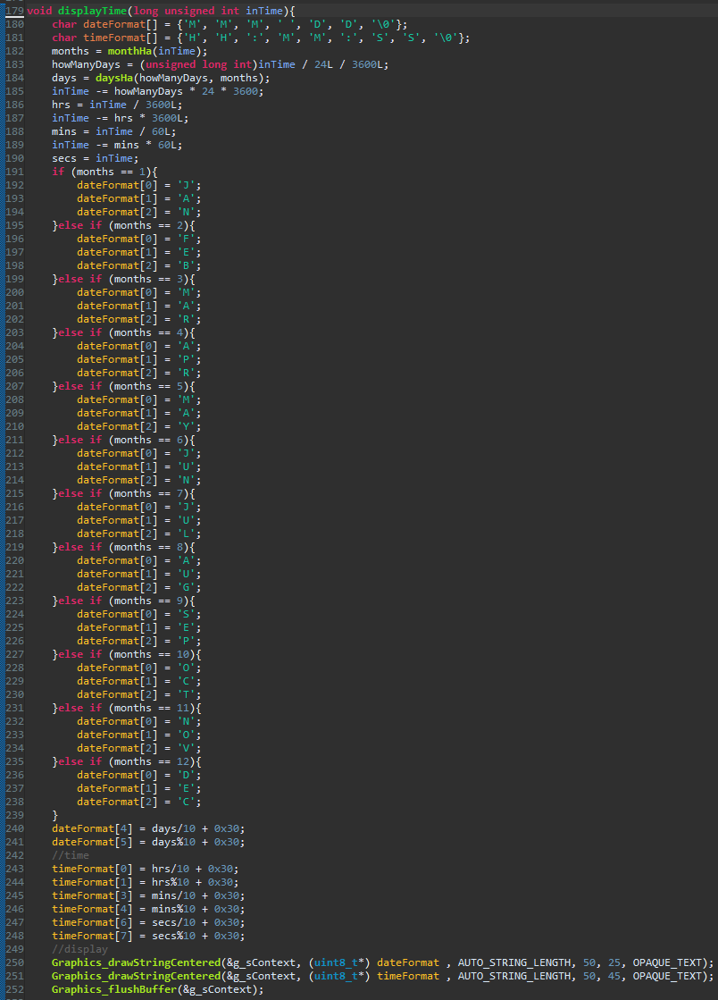 179 void displayTime(long unsigned int inTime){
180     char dateFormat[] = {'M', 'M', 'M', ' ', 'D', 'D', '\0'};
181     char timeFormat[] = {'H', 'H', ':', 'M', 'M', ':', 'S', 'S', '\0'};
182     months = monthHa(inTime);
183     howManyDays = (unsigned long int)inTime / 24L / 3600L;
184     days = daysHa(howManyDays, months);
185     inTime -= howManyDays * 24 * 3600;
186     hrs = inTime / 3600L;
187     inTime -= hrs * 3600L;
188     mins = inTime / 60L;
189     inTime -= mins * 60L;
190     secs = inTime;
191     if (months == 1){
192         dateFormat[0] = 'J';
193         dateFormat[1] = 'A';
194         dateFormat[2] = 'N';
195     }else if (months == 2){
196         dateFormat[0] = 'F';
197         dateFormat[1] = 'E';
198         dateFormat[2] = 'B';
199     }else if (months == 3){
200         dateFormat[0] = 'M';
201         dateFormat[1] = 'A';
202         dateFormat[2] = 'R';
203     }else if (months == 4){
204         dateFormat[0] = 'A';
205         dateFormat[1] = 'P';
206         dateFormat[2] = 'R';
207     }else if (months == 5){
208         dateFormat[0] = 'M';
209         dateFormat[1] = 'A';
210         dateFormat[2] = 'Y';
211     }else if (months == 6){
212         dateFormat[0] = 'J';
213         dateFormat[1] = 'U';
214         dateFormat[2] = 'N';
215     }else if (months == 7){
216         dateFormat[0] = 'J';
217         dateFormat[1] = 'U';
218         dateFormat[2] = 'L';
219     }else if (months == 8){
220         dateFormat[0] = 'A';
221         dateFormat[1] = 'U';
222         dateFormat[2] = 'G';
223     }else if (months == 9){
224         dateFormat[0] = 'S';
225         dateFormat[1] = 'E';
226         dateFormat[2] = 'P';
227     }else if (months == 10){
228         dateFormat[0] = 'O';
229         dateFormat[1] = 'C';
230         dateFormat[2] = 'T';
231     }else if (months == 11){
232         dateFormat[0] = 'N';
233         dateFormat[1] = 'O';
234         dateFormat[2] = 'V';
235     }else if (months == 12){
236         dateFormat[0] = 'D';
237         dateFormat[1] = 'E';
238         dateFormat[2] = 'C';
239     }
240     dateFormat[4] = days/10 + 0x30;
241     dateFormat[5] = days%10 + 0x30;
242     //time
243     timeFormat[0] = hrs/10 + 0x30;
244     timeFormat[1] = hrs%10 + 0x30;
245     timeFormat[3] = mins/10 + 0x30;
246     timeFormat[4] = mins%10 + 0x30;
247     timeFormat[6] = secs/10 + 0x30;
248     timeFormat[7] = secs%10 + 0x30;
249     //display
250     Graphics_drawStringCentered(&g_sContext, (uint8_t*) dateFormat , AUTO_STRING_LENGTH, 50, 25, OPAQUE_TEXT);
251     Graphics_drawStringCentered(&g_sContext, (uint8_t*) timeFormat , AUTO_STRING_LENGTH, 50, 45, OPAQUE_TEXT);
252     Graphics_flushBuffer(&g_sContext);